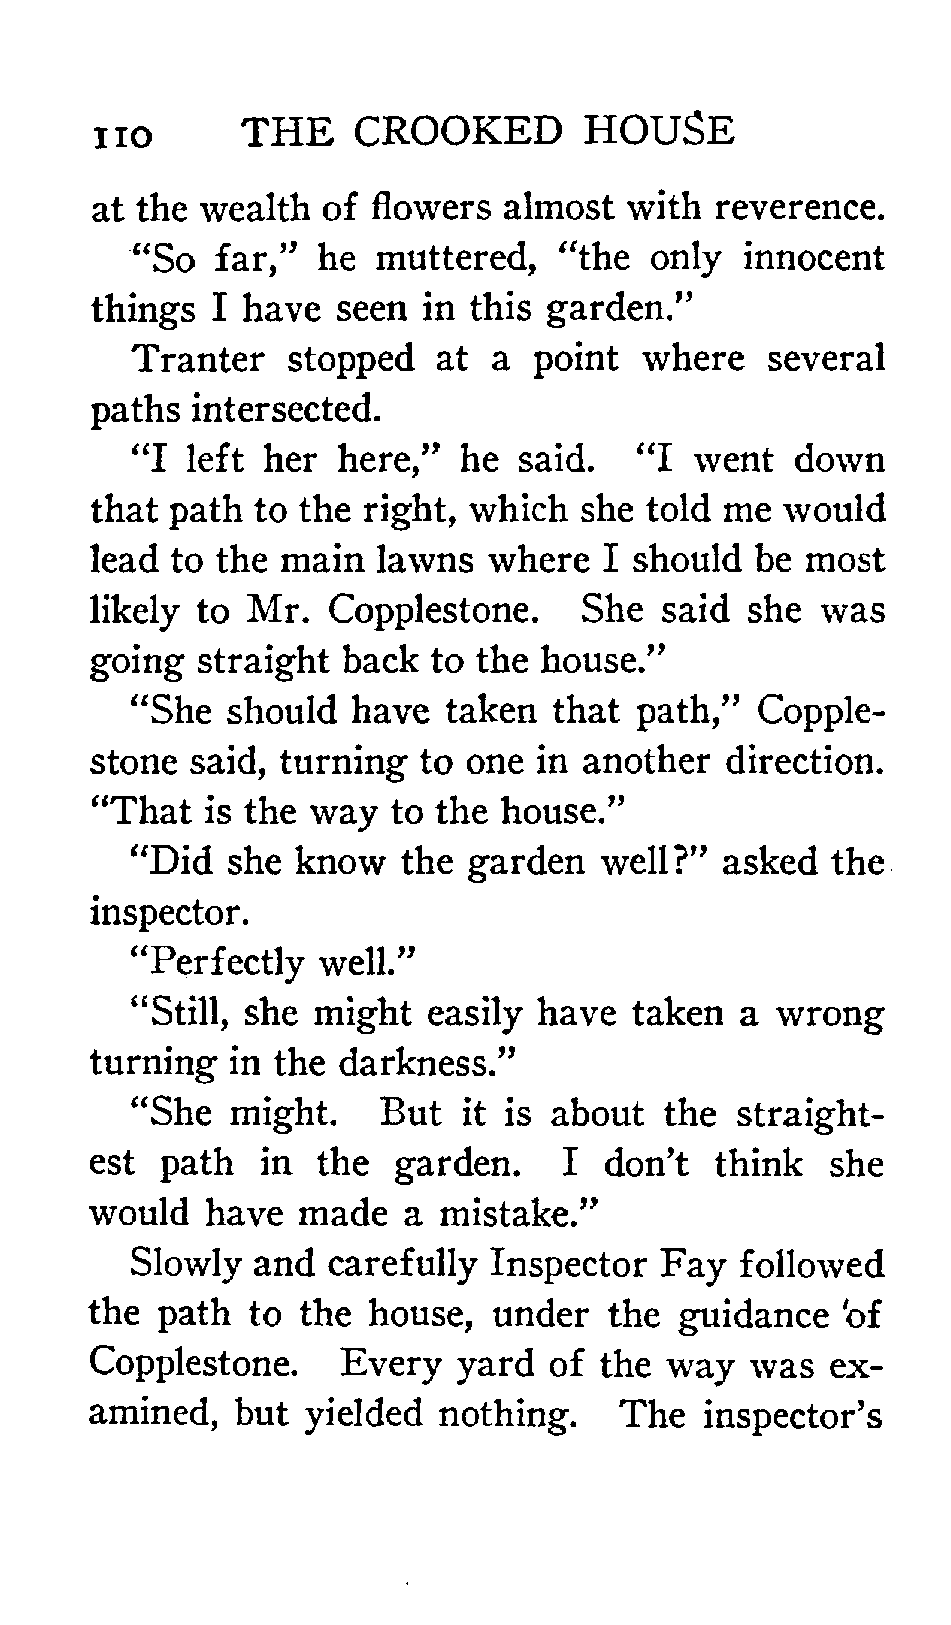 110 THE CROOKED HOUSE
at the wealth of flowers almost with reverence.
"So far," he muttered, "the only innocent
things I have seen in this garden."
Tranter stopped at a point where several
paths intersected.
"I left her here," he said. "I went down
that path to the right, which she told me would
lead to the main lawns where I should be most
likely to Mr. Copplestone. She said she was
going straight back to the house."
"She should have taken that path," Copple-
stone said, turning to one in another direction.
"That is the way to the house."
"Did she know the garden well?" asked the
inspector.
"Perfectly well."
"Still, she might easily have taken a wrong
turning in the darkness."
"She might. But it is about the straight-
est path in the garden. I don't think she
would have made a mistake."
Slowly and carefully Inspector Fay followed
the path to the house, under the guidance of
Copplestone. Every yard of the way was ex-
amined, but yielded nothing. The inspector's